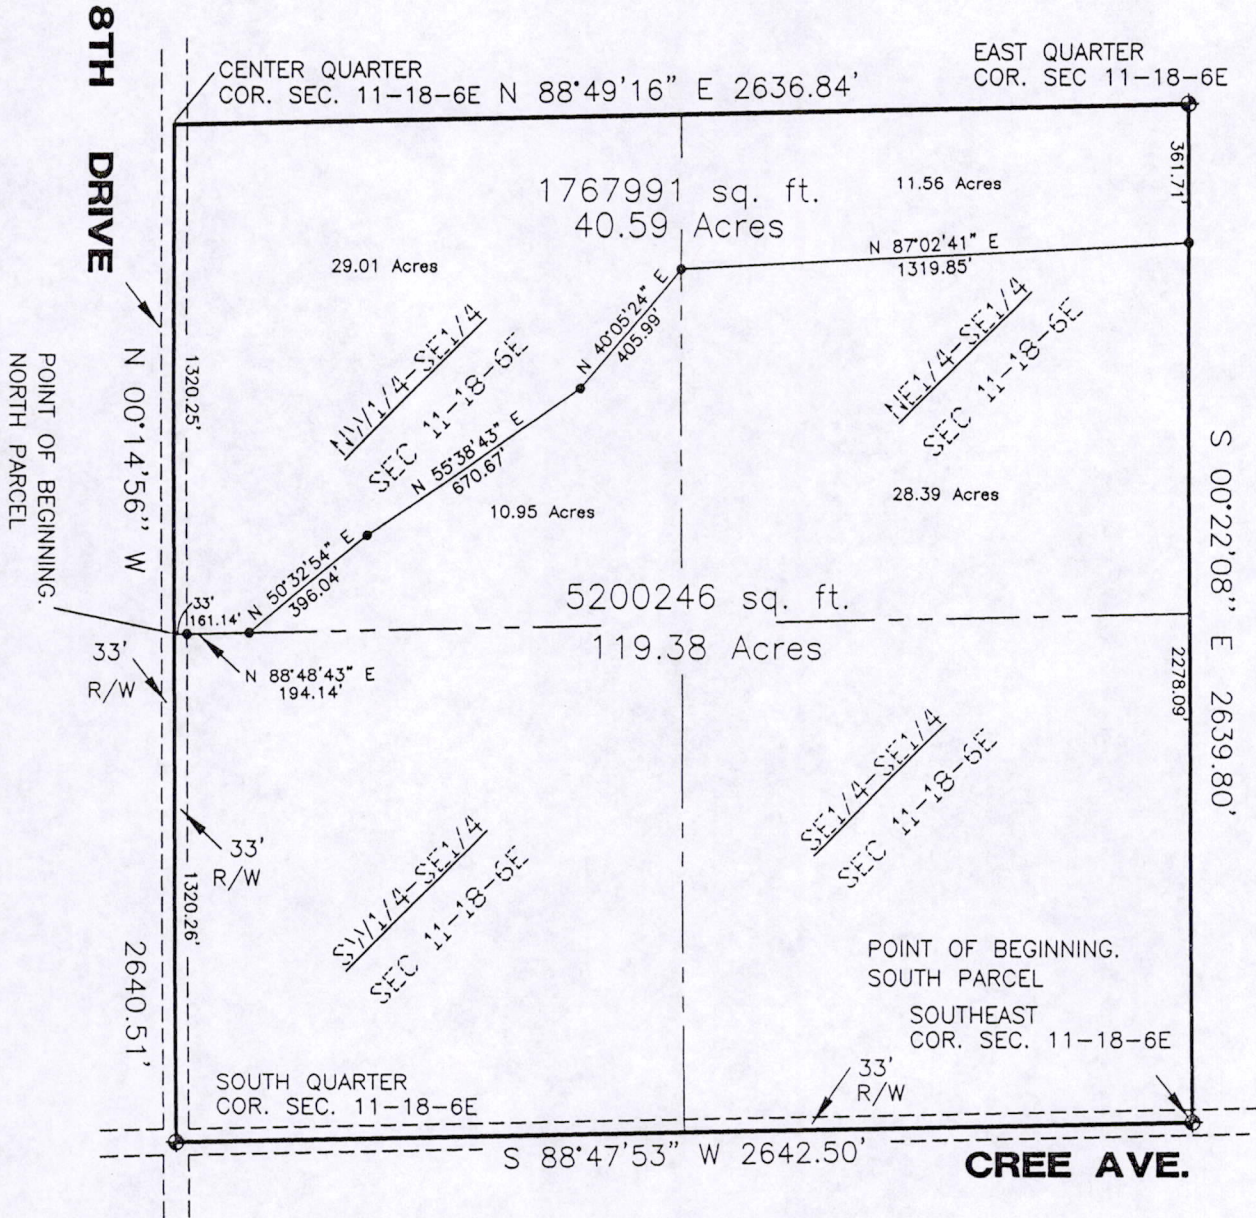 8TH DRIVE
CENTER QUARTER
COR. SEC. 11-18-6E
N 88°49'16" E 2636.84'
EAST QUARTER
COR. SEC 11-18-6E
361.71'
1767991 sq. ft.
40.59 Acres
11.56 Acres
29.01 Acres
N 87°02'41" E
1319.85'
N 40°05'24" E
405.99'
NW1/4-SE1/4
SEC 11-18-6E
NE1/4-SE1/4
SEC 11-18-6E
1320.25'
N 00°14'56" W
2640.51'
POINT OF BEGINNING.
NORTH PARCEL
N 55°38'43" E
670.67'
10.95 Acres
28.39 Acres
S 00°22'08" E 2639.80'
N 50°32'54" E
396.04'
33'
161.14'
5200246 sq. ft.
119.38 Acres
33'
R/W
N 88°48'43" E
194.14'
2278.09'
SE1/4-SE1/4
SEC 11-18-6E
33'
R/W
1320.26'
SW1/4-SE1/4
SEC 11-18-6E
POINT OF BEGINNING.
SOUTH PARCEL
SOUTHEAST
COR. SEC. 11-18-6E
33'
R/W
SOUTH QUARTER
COR. SEC. 11-18-6E
S 88°47'53" W 2642.50'
CREE AVE.